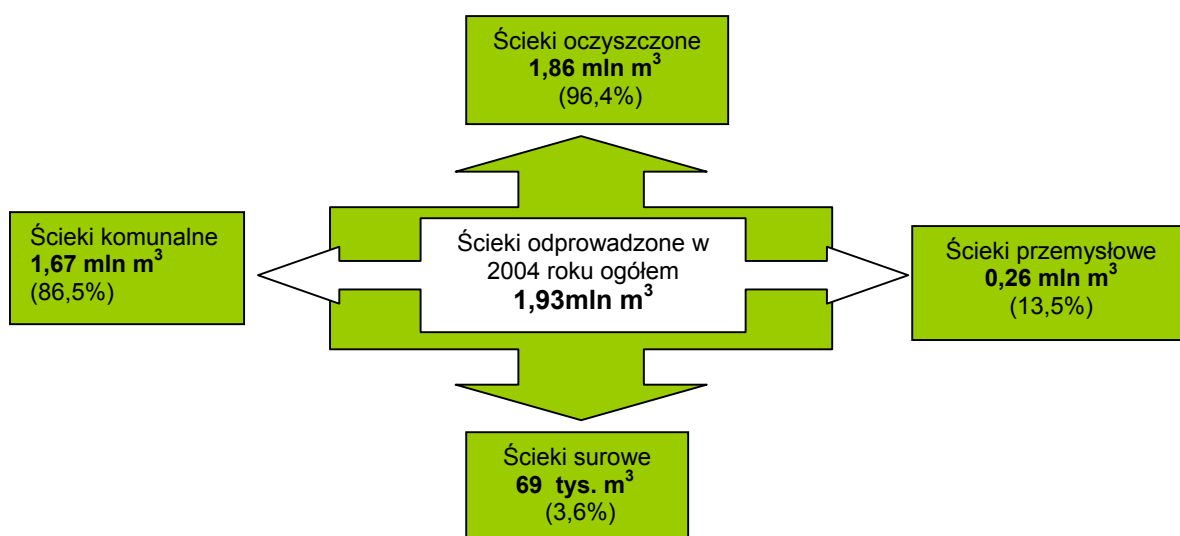 Ścieki oczyszczone
1,86 mln m³
(96,4%)
Ścieki komunalne
1,67 mln m³
(86,5%)
Ścieki odprowadzone w
2004 roku ogółem
1,93mln m³
Ścieki przemysłowe
0,26 mln m³
(13,5%)
Ścieki surowe
69 tys. m³
(3,6%)